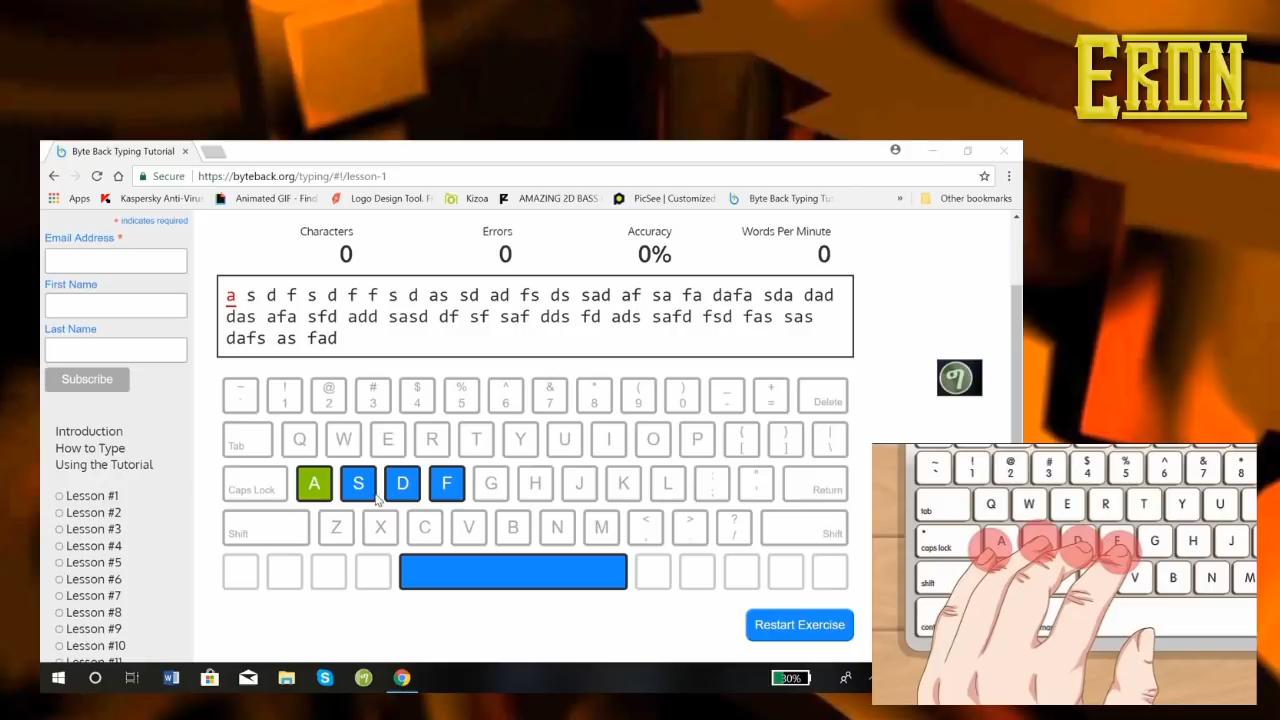 ERON
Byte Back Typing Tutorial
Secure https://byteback.org/typing/#!/lesson-1
Apps Kaspersky Anti-Viru Animated GIF - Find Logo Design Tool. F Kizoa AMAZING 2D BASS PicSee | Customized Byte Back Typing Tu » Other bookmarks
* indicates required
Email Address *
First Name
Last Name
Subscribe
Introduction
How to Type
Using the Tutorial
Lesson #1
Lesson #2
Lesson #3
Lesson #4
Lesson #5
Lesson #6
Lesson #7
Lesson #8
Lesson #9
Lesson #10
Characters Errors Accuracy Words Per Minute
0 0 0% 0
a s d f s d f f s d as sd ad fs ds sad af sa fa dafa sda dad
das afa sfd add sasd df sf saf dds fd ads safd fsd fas sas
dafs as fad
~ ! @ # $ % ^ & * ( ) _ +
` 1 2 3 4 5 6 7 8 9 0 - = Delete
Tab Q W E R T Y U I O P { [ } ] | \
Caps Lock A S D F G H J K L : ; " ' Return
Shift Z X C V B N M < , > . ? / Shift
Restart Exercise
30%
~ ! @ # $ % ^ & *
1 2 3 4 5 6 7 8
tab Q W E R T Y U
caps lock A D F G H J
shift V B N M